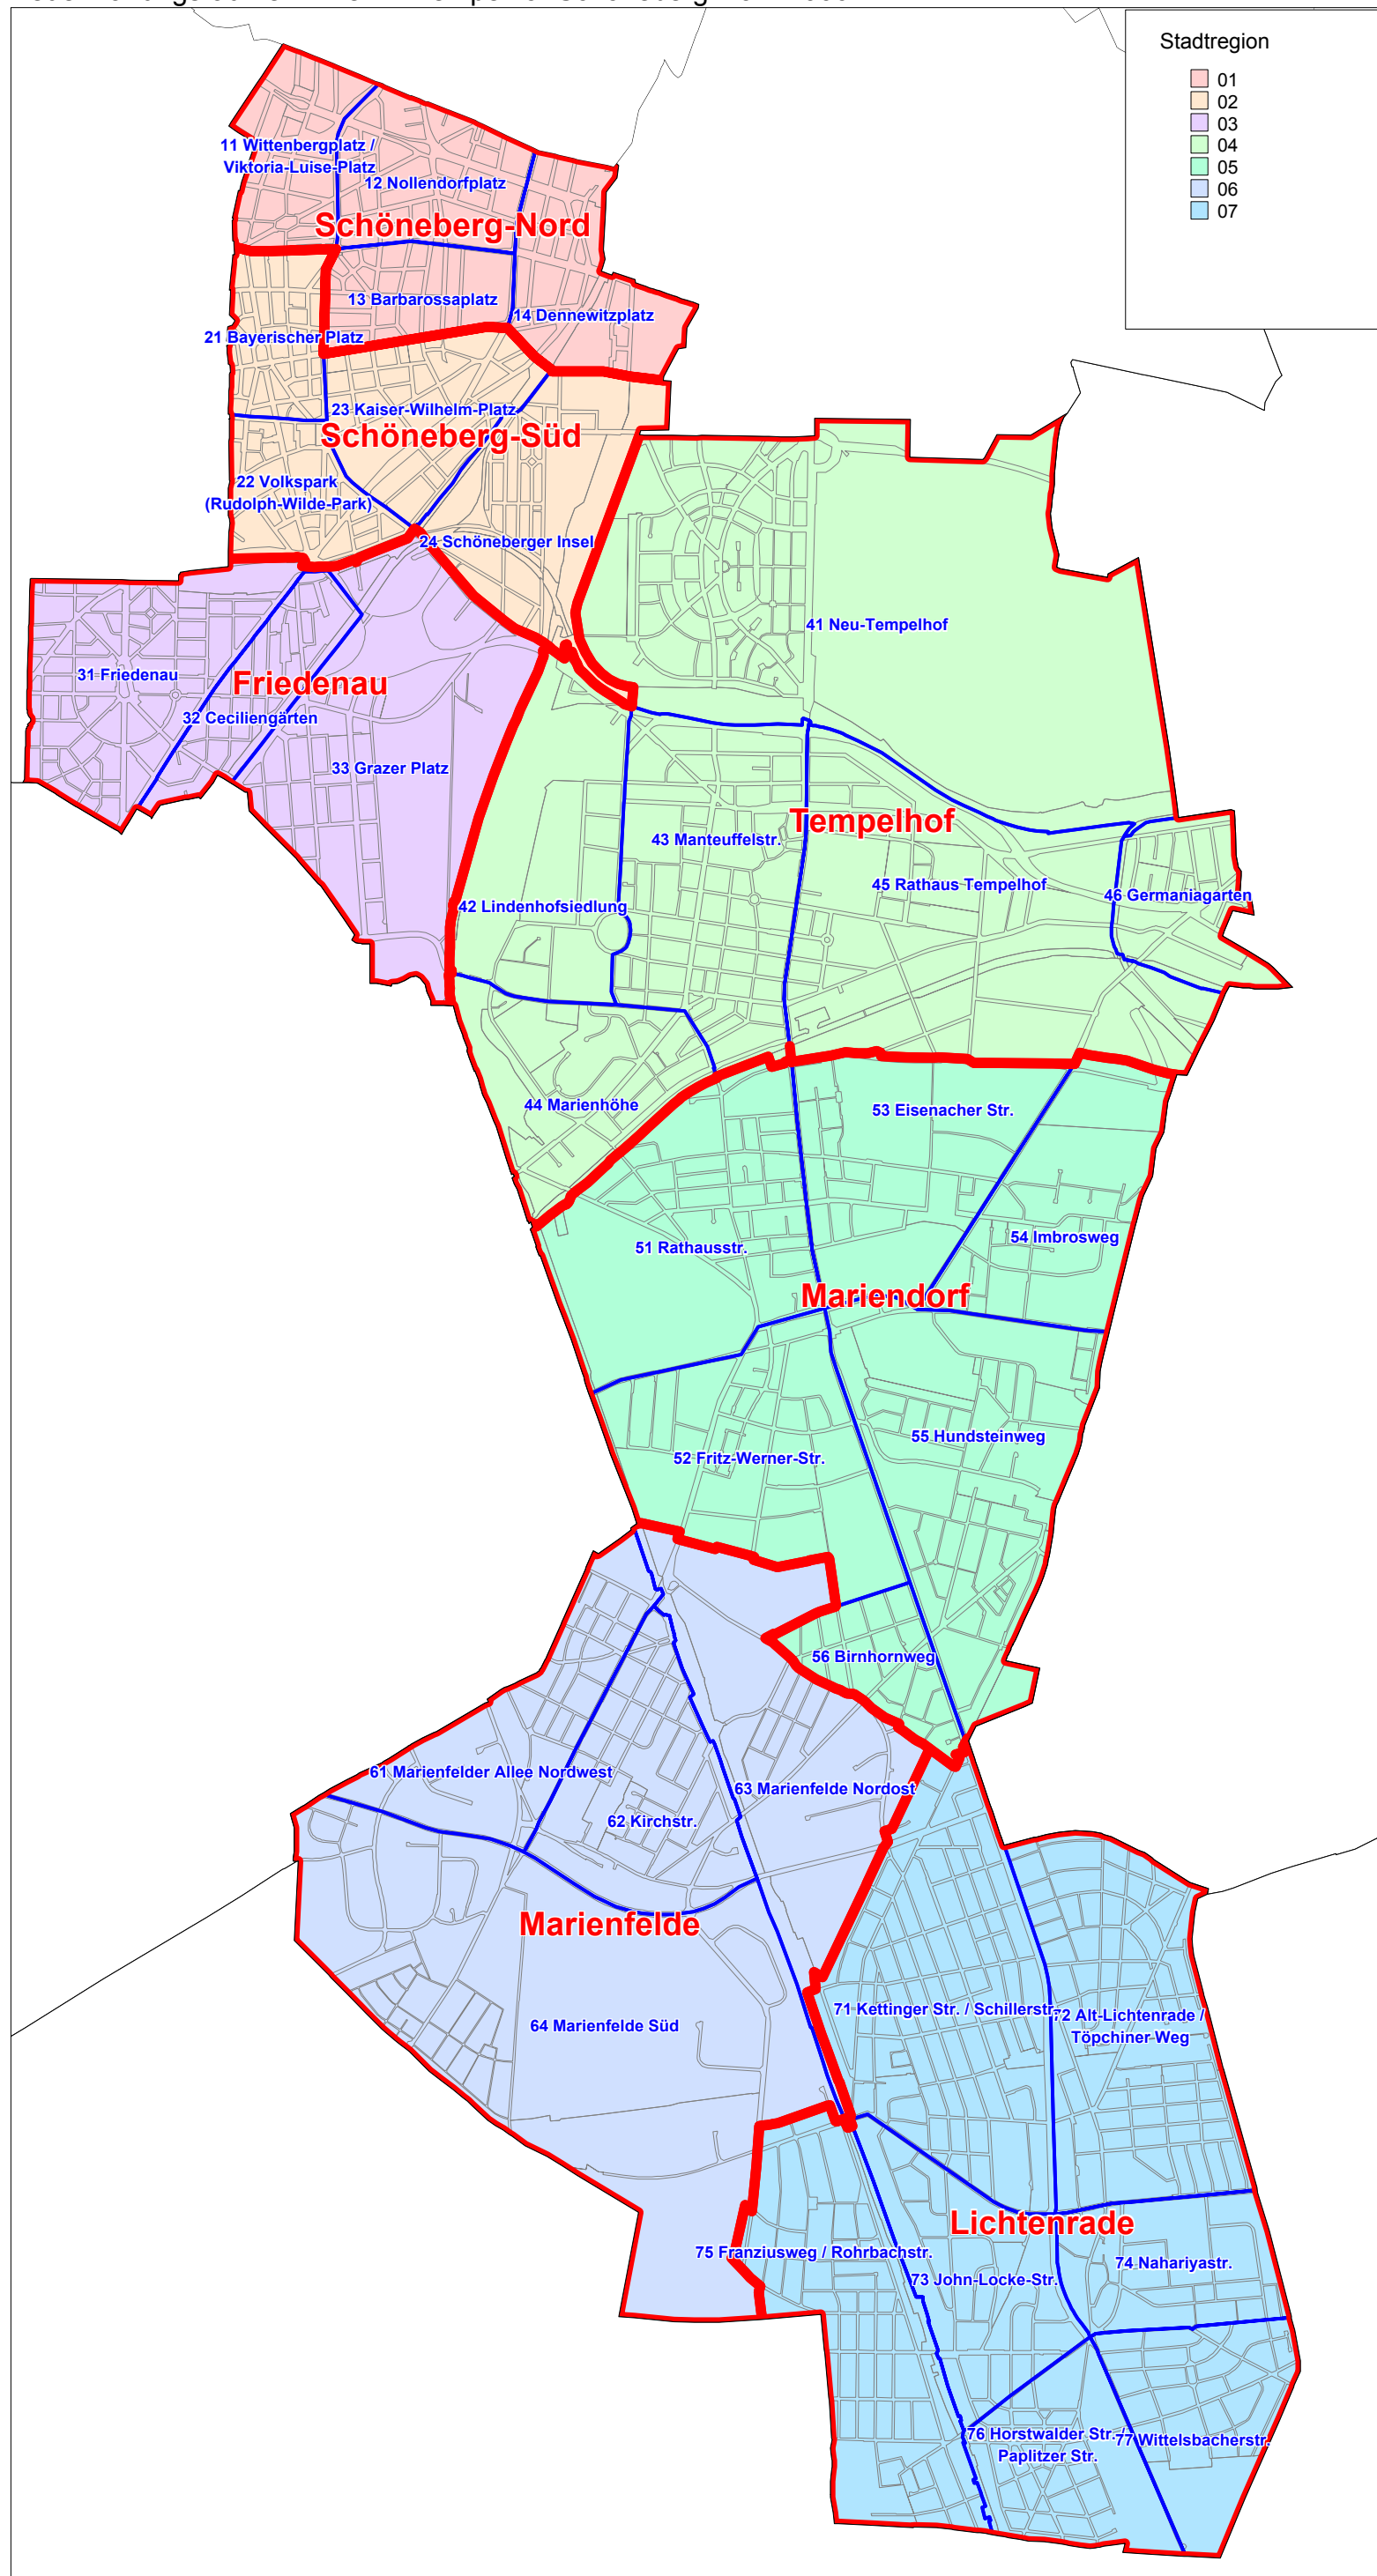 Stadtregion
01
02
03
04
05
06
07
11 Wittenbergplatz /
Viktoria-Luise-Platz
12 Nollendorfplatz
Schöneberg-Nord
13 Barbarossaplatz
14 Dennewitzplatz
21 Bayerischer Platz
23 Kaiser-Wilhelm-Platz
Schöneberg-Süd
22 Volkspark
(Rudolph-Wilde-Park)
24 Schöneberger Insel
41 Neu-Tempelhof
31 Friedenau
Friedenau
32 Ceciliengärten
33 Grazer Platz
Tempelhof
43 Manteuffelstr.
45 Rathaus Tempelhof
46 Germaniagarten
42 Lindenhofsiedlung
44 Marienhöhe
53 Eisenacher Str.
54 Imbrosweg
51 Rathausstr.
Mariendorf
55 Hundsteinweg
52 Fritz-Werner-Str.
56 Birnhornweg
61 Marienfelder Allee Nordwest
63 Marienfelde Nordost
62 Kirchstr.
Marienfelde
64 Marienfelde Süd
71 Kettinger Str. / Schillerstr.
72 Alt-Lichtenrade /
Töpchiner Weg
Lichtenrade
75 Franziusweg / Rohrbachstr.
74 Nahariyastr.
73 John-Locke-Str.
76 Horstwalder Str. /
Paplitzer Str.
77 Wittelsbacherstr.